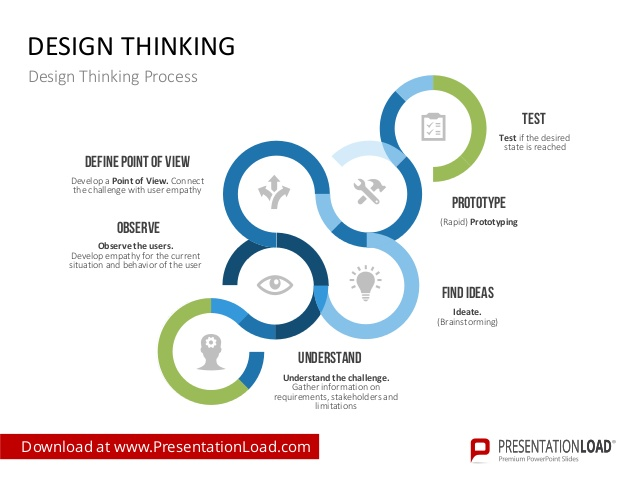 DESIGN THINKING
Design Thinking Process
TEST
Test if the desired
state is reached
DEFINE POINT OF VIEW
Develop a Point of View. Connect
the challenge with user empathy
PROTOTYPE
(Rapid) Prototyping
OBSERVE
Observe the users.
Develop empathy for the current
situation and behavior of the user
FIND IDEAS
Ideate.
(Brainstorming)
UNDERSTAND
Understand the challenge.
Gather information on
requirements, stakeholders and
limitations
Download at www.PresentationLoad.com
PRESENTATIONLOAD®
Premium PowerPoint Slides